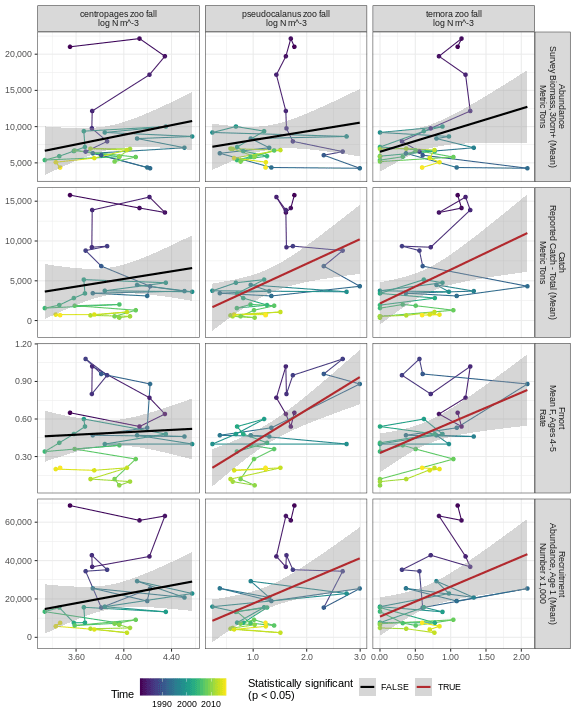 centropages zoo fall
log N m^-3
pseudocalanus zoo fall
log N m^-3
temora zoo fall
log N m^-3
20,000
15,000
10,000
5,000
Abundance
Survey Biomass, 30cm+ (Mean)
Metric Tons
15,000
10,000
5,000
0
Catch
Reported Catch - Total (Mean)
Metric Tons
1.20
0.90
0.60
0.30
Fmort
Mean F, Ages 4-5
Rate
60,000
40,000
20,000
0
Recruitment
Abundance, Age 1 (Mean)
Number x 1,000
3.60 4.00 4.40
1.0 2.0 3.0
0.00 0.50 1.00 1.50 2.00
Time
1990 2000 2010
Statistically significant
(p < 0.05)
FALSE
TRUE